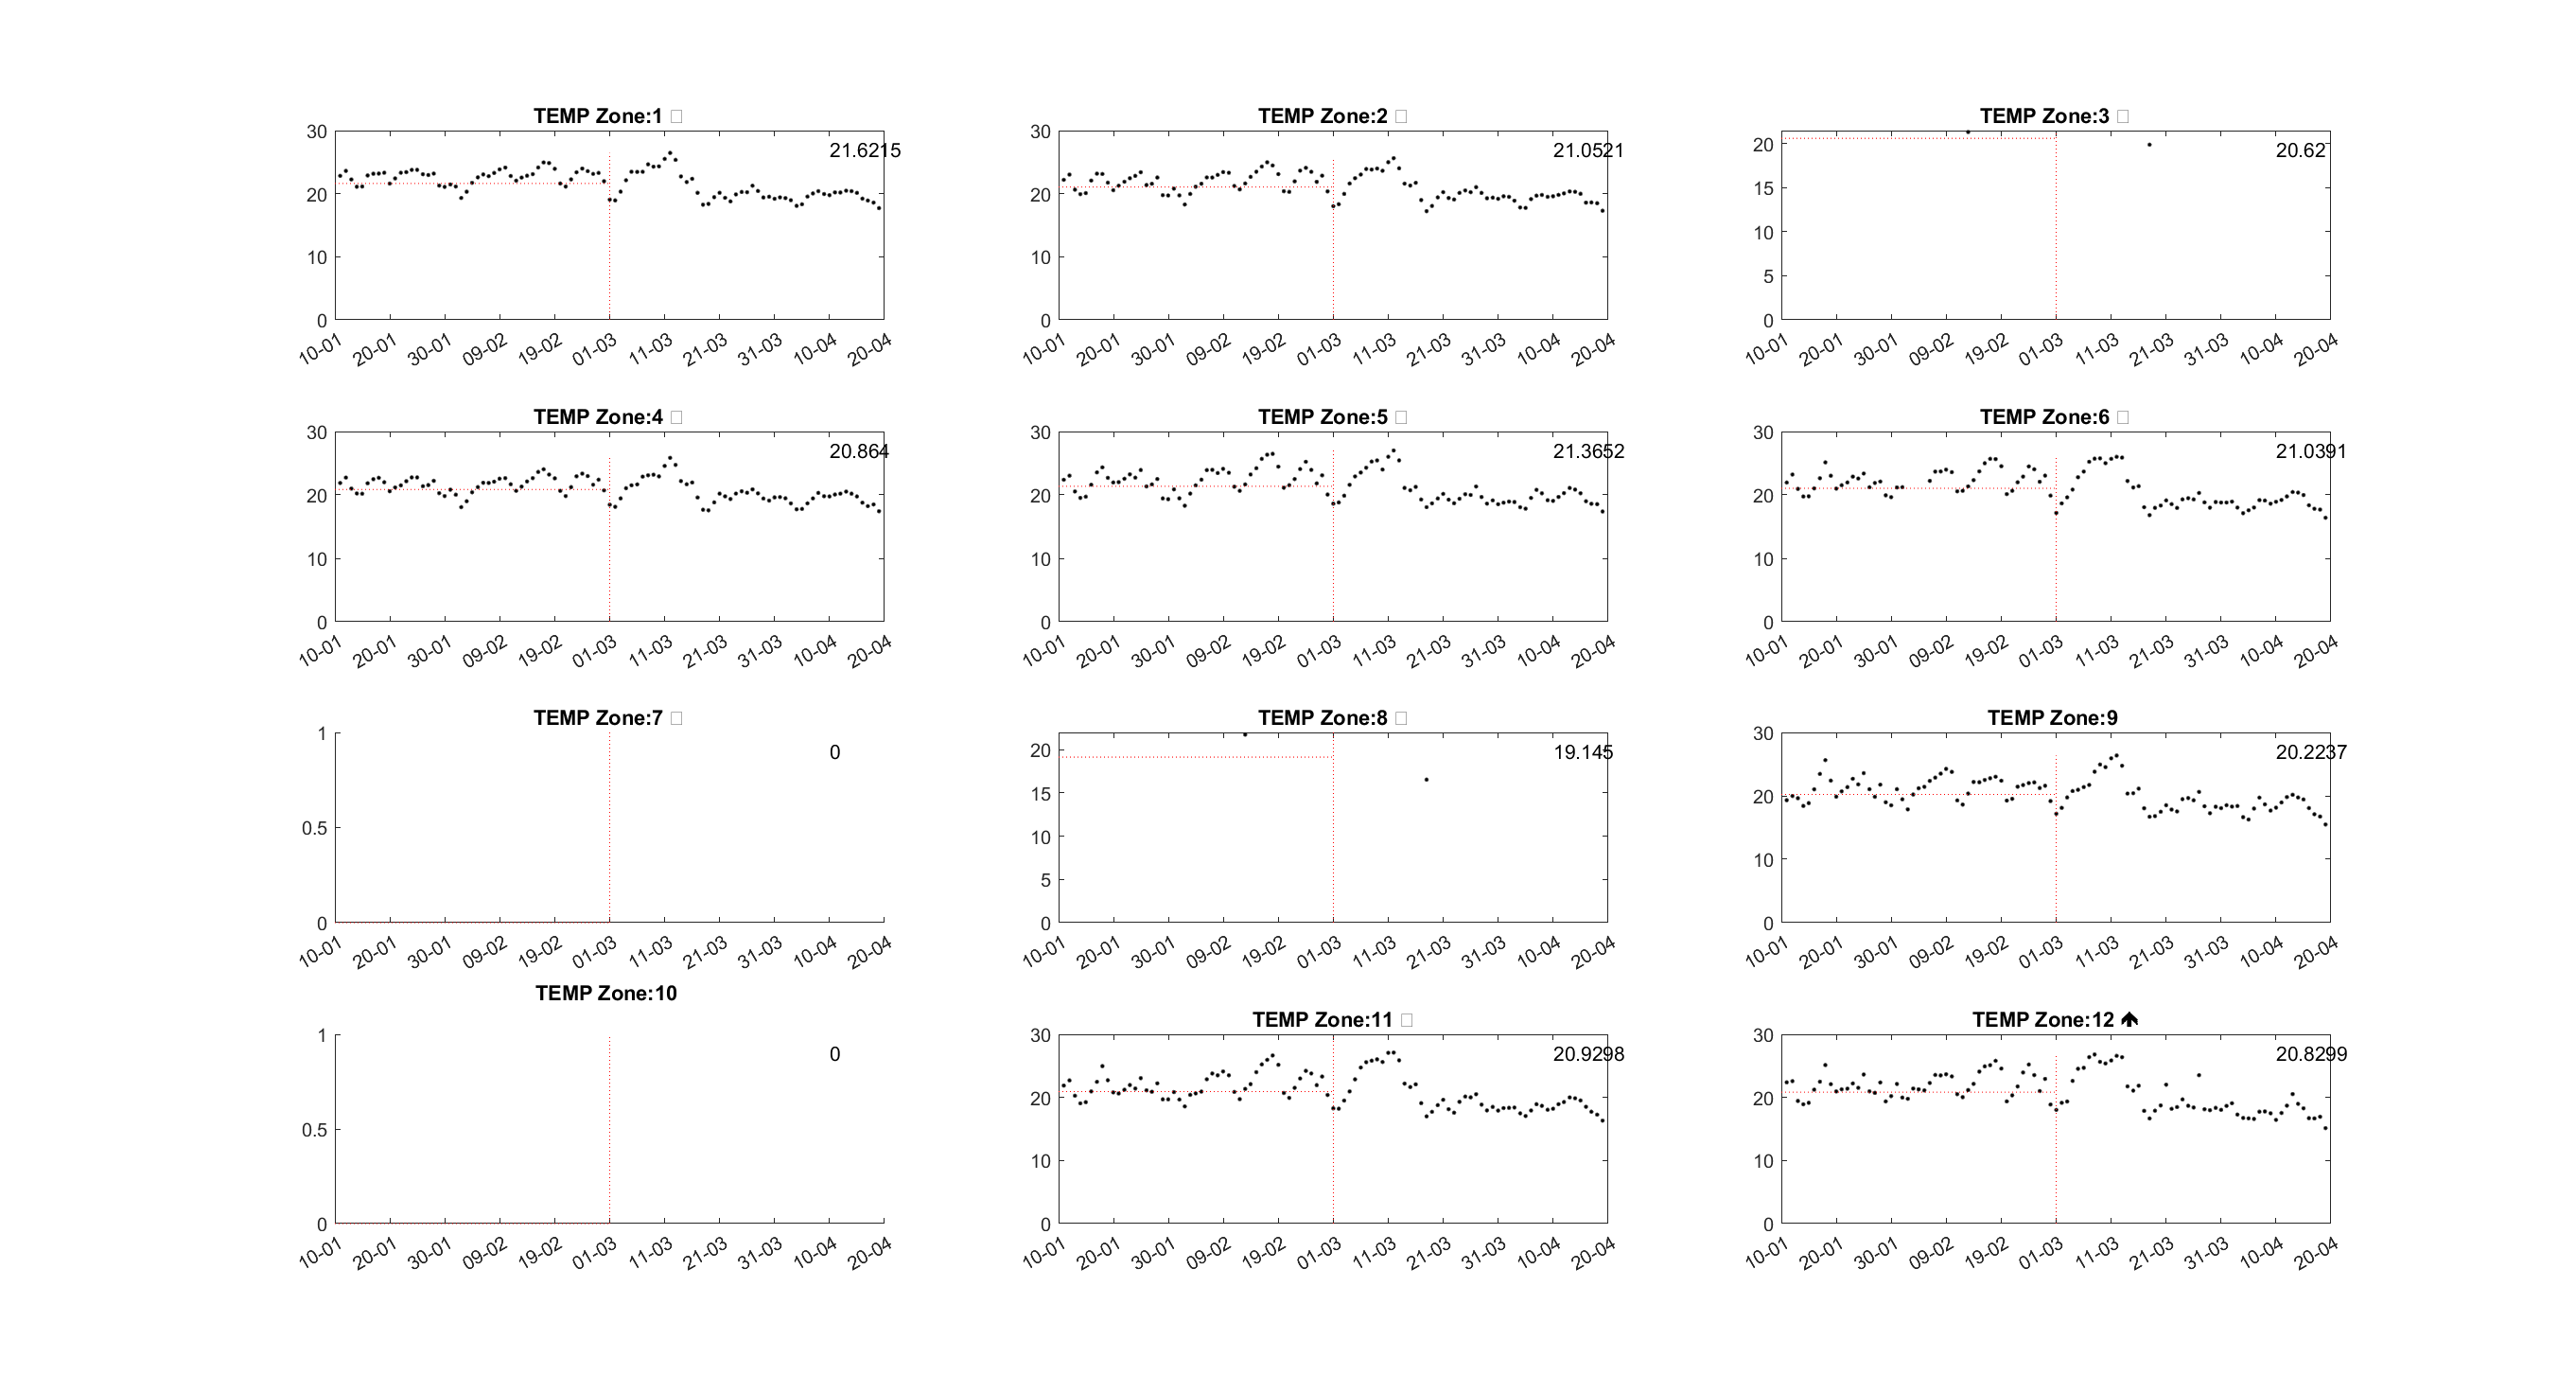 TEMP Zone:1 □
30
20
10
0
21.6215
10-01 20-01 30-01 09-02 19-02 01-03 11-03 21-03 31-03 10-04 20-04
TEMP Zone:2 □
30
20
10
0
21.0521
10-01 20-01 30-01 09-02 19-02 01-03 11-03 21-03 31-03 10-04 20-04
TEMP Zone:3 □
20
15
10
5
0
20.62
10-01 20-01 30-01 09-02 19-02 01-03 11-03 21-03 31-03 10-04 20-04
TEMP Zone:4 □
30
20
10
0
20.864
10-01 20-01 30-01 09-02 19-02 01-03 11-03 21-03 31-03 10-04 20-04
TEMP Zone:5 □
30
20
10
0
21.3652
10-01 20-01 30-01 09-02 19-02 01-03 11-03 21-03 31-03 10-04 20-04
TEMP Zone:6 □
30
20
10
0
21.0391
10-01 20-01 30-01 09-02 19-02 01-03 11-03 21-03 31-03 10-04 20-04
TEMP Zone:7 □
1
0.5
0
0
10-01 20-01 30-01 09-02 19-02 01-03 11-03 21-03 31-03 10-04 20-04
TEMP Zone:8 □
20
15
10
5
0
19.145
10-01 20-01 30-01 09-02 19-02 01-03 11-03 21-03 31-03 10-04 20-04
TEMP Zone:9
30
20
10
0
20.2237
10-01 20-01 30-01 09-02 19-02 01-03 11-03 21-03 31-03 10-04 20-04
TEMP Zone:10
1
0.5
0
0
10-01 20-01 30-01 09-02 19-02 01-03 11-03 21-03 31-03 10-04 20-04
TEMP Zone:11 □
30
20
10
0
20.9298
10-01 20-01 30-01 09-02 19-02 01-03 11-03 21-03 31-03 10-04 20-04
TEMP Zone:12 🡹
30
20
10
0
20.8299
10-01 20-01 30-01 09-02 19-02 01-03 11-03 21-03 31-03 10-04 20-04